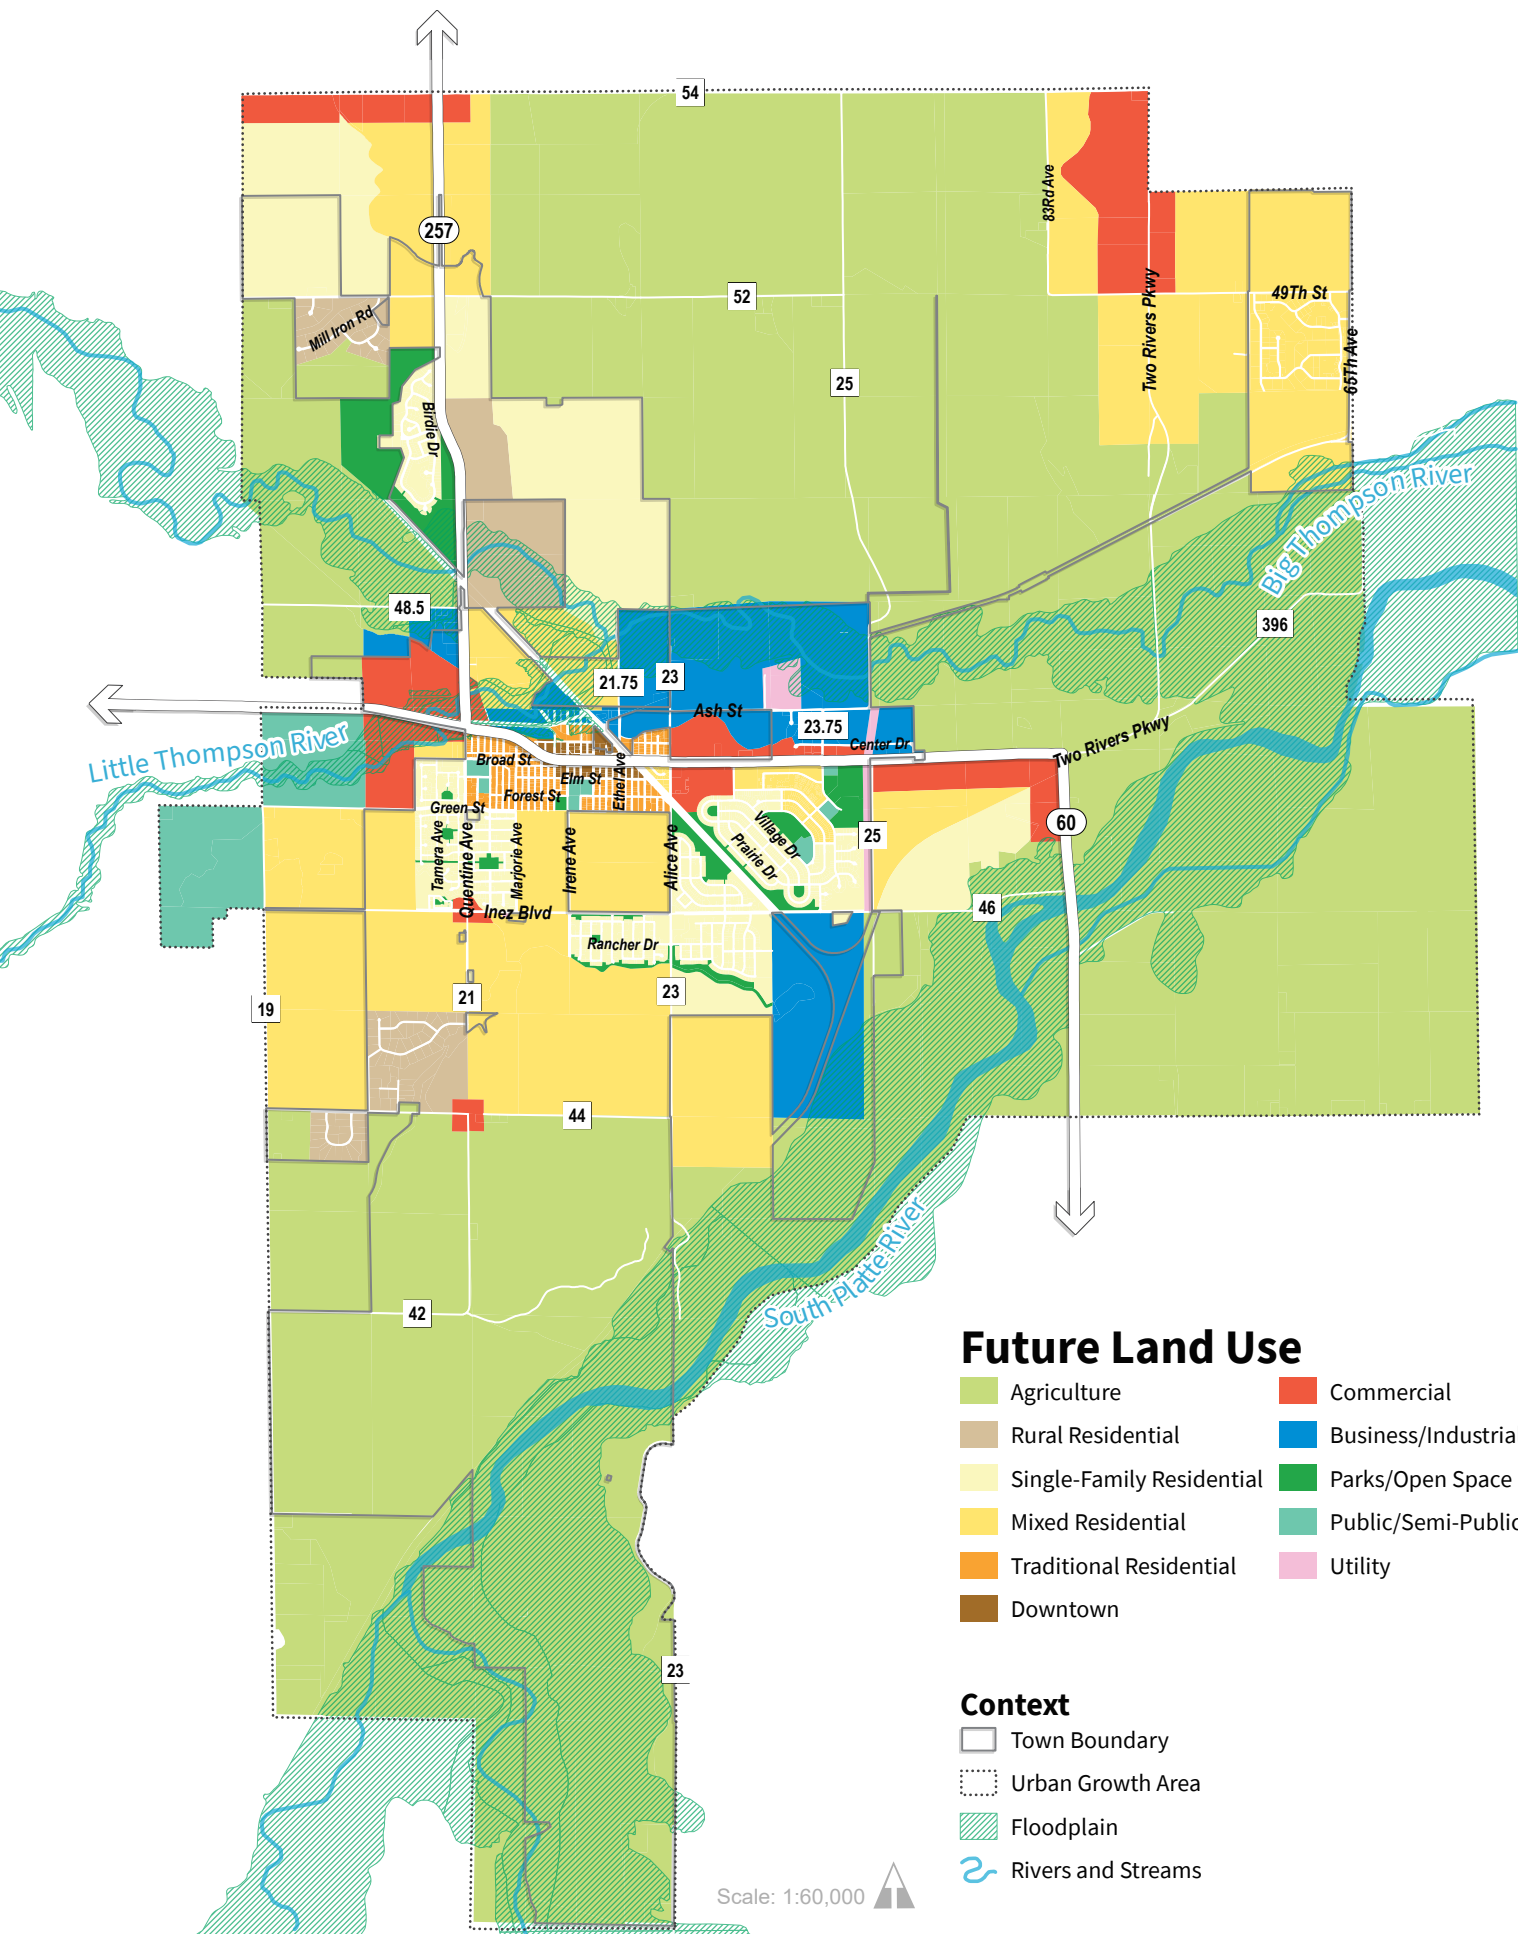 54
83Rd Ave
257
52
49Th St
Mill Iron Rd
Two Rivers Pkwy
65Th Ave
25
Birdie Dr
Big Thompson River
48.5
396
21.75
23
Ash St
23.75
Center Dr
Little Thompson River
Two Rivers Pkwy
Broad St
Elm St
Ethel Ave
Forest St
Green St
60
Village Dr
25
Tamera Ave
Quentine Ave
Marjorie Ave
Irene Ave
Alice Ave
Prairie Dr
46
Inez Blvd
Rancher Dr
23
21
19
44
South Platte River
42
Future Land Use
Agriculture
Commercial
Rural Residential
Business/Industria
Single-Family Residential
Parks/Open Space
Mixed Residential
Public/Semi-Public
Traditional Residential
Utility
Downtown
23
Context
Town Boundary
Urban Growth Area
Floodplain
Rivers and Streams
Scale: 1:60,000